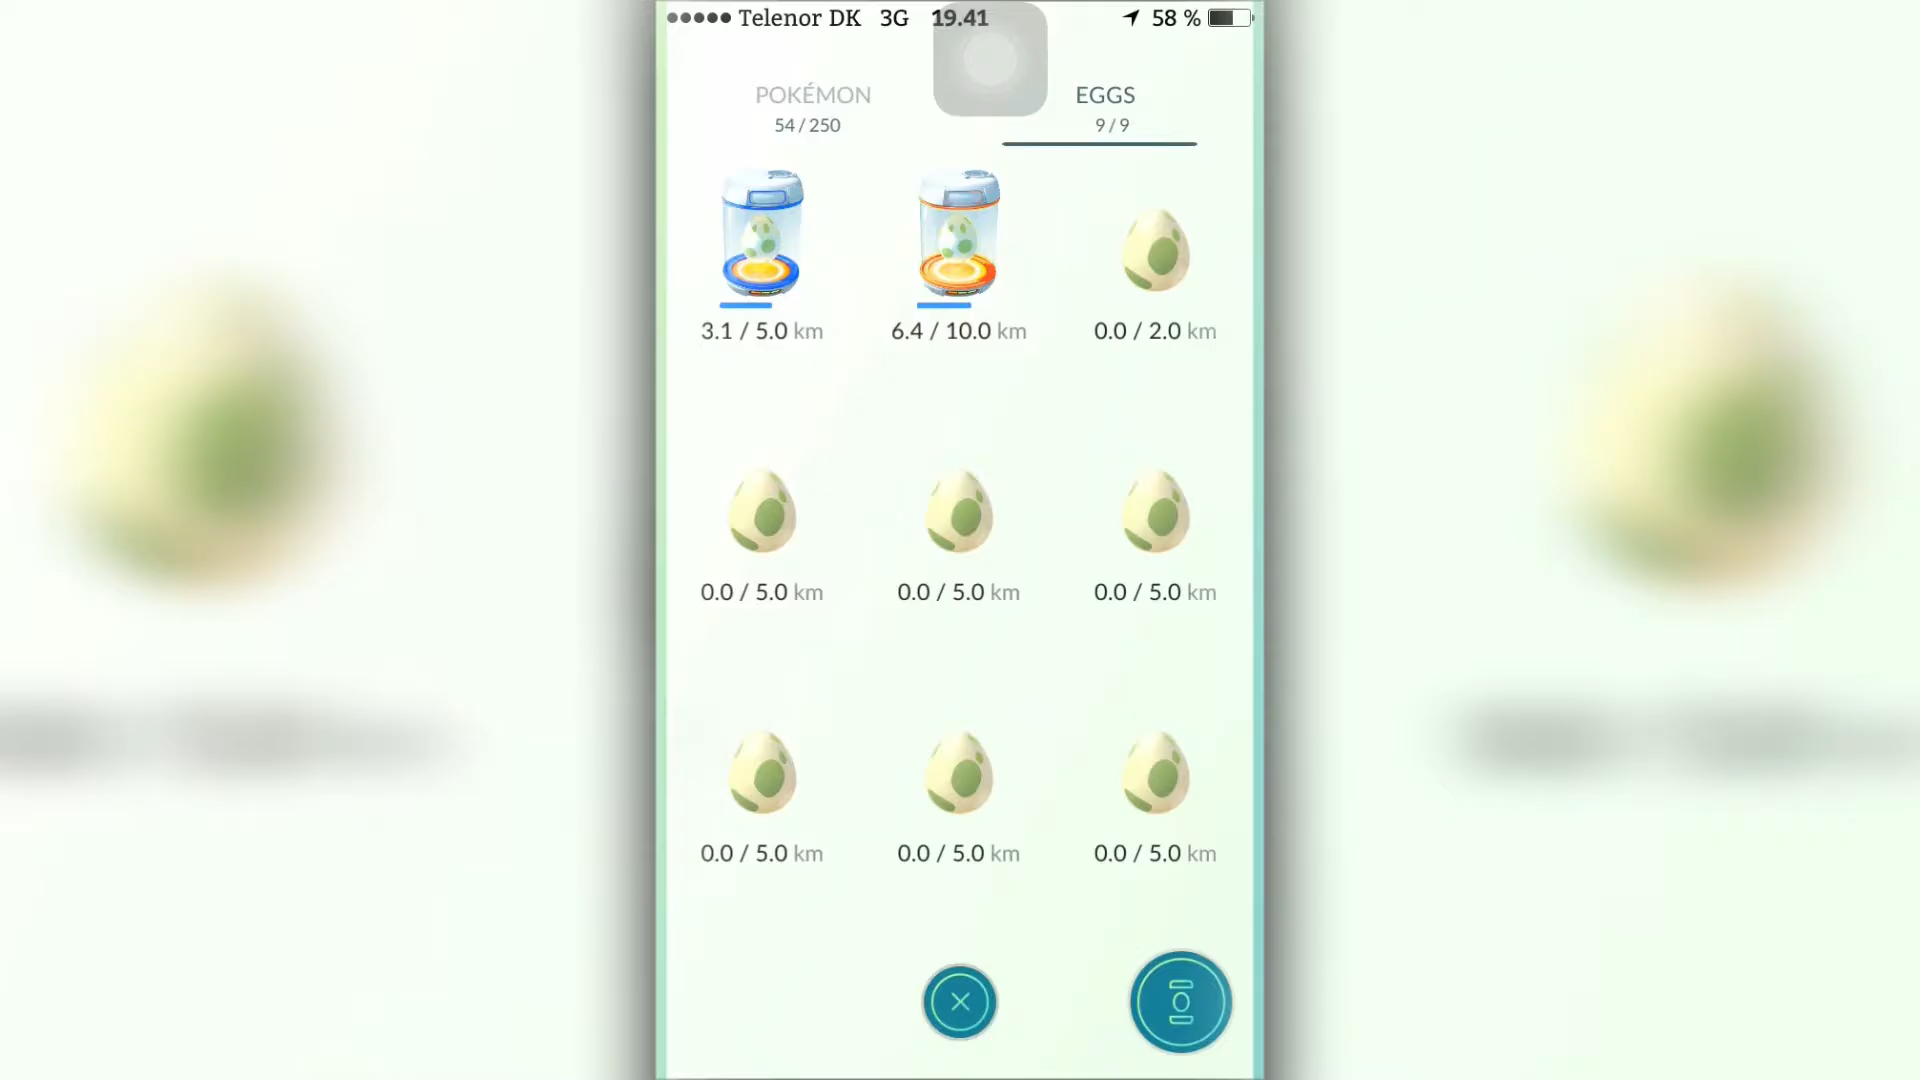 Telenor DK 3G 19.41 58 %
POKÉMON EGGS
54/250 9/9
3.1 / 5.0 km 6.4 / 10.0 km 0.0 / 2.0 km
0.0 / 5.0 km 0.0 / 5.0 km 0.0 / 5.0 km
0.0 / 5.0 km 0.0 / 5.0 km 0.0 / 5.0 km